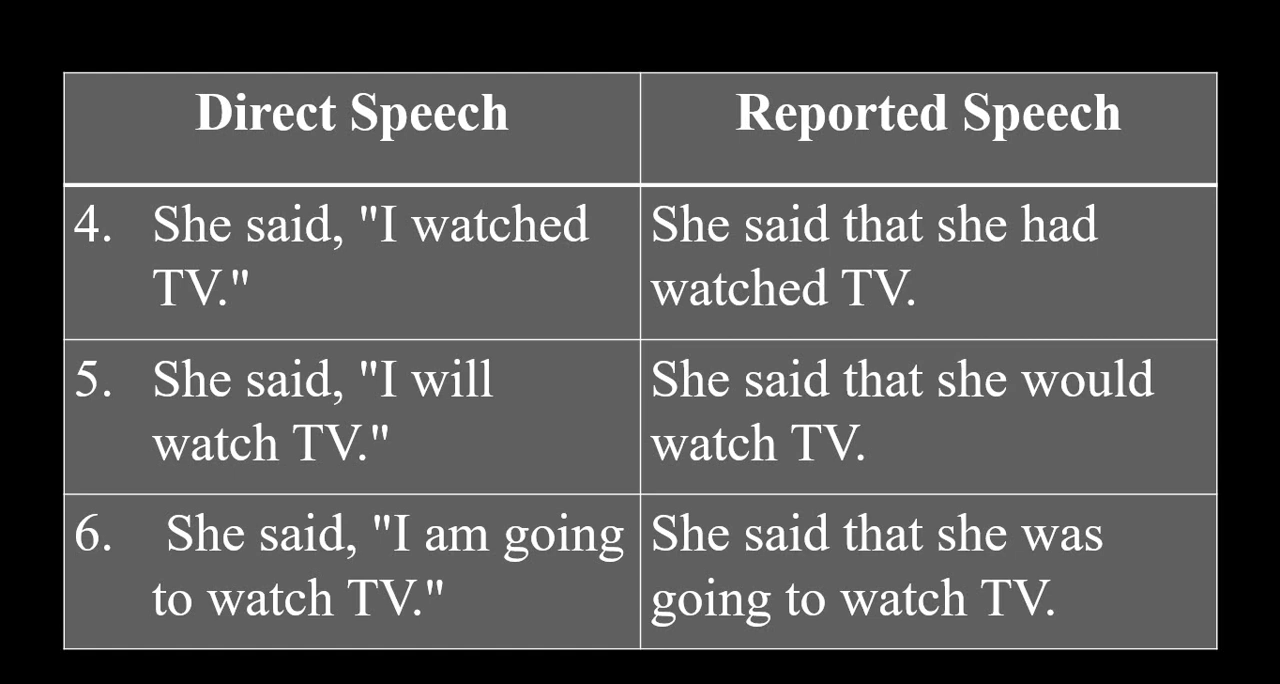 Direct Speech
Reported Speech
4. She said, "I watched
TV."
She said that she had
watched TV.
5. She said, "I will
watch TV."
She said that she would
watch TV.
6. She said, "I am going
to watch TV."
She said that she was
going to watch TV.